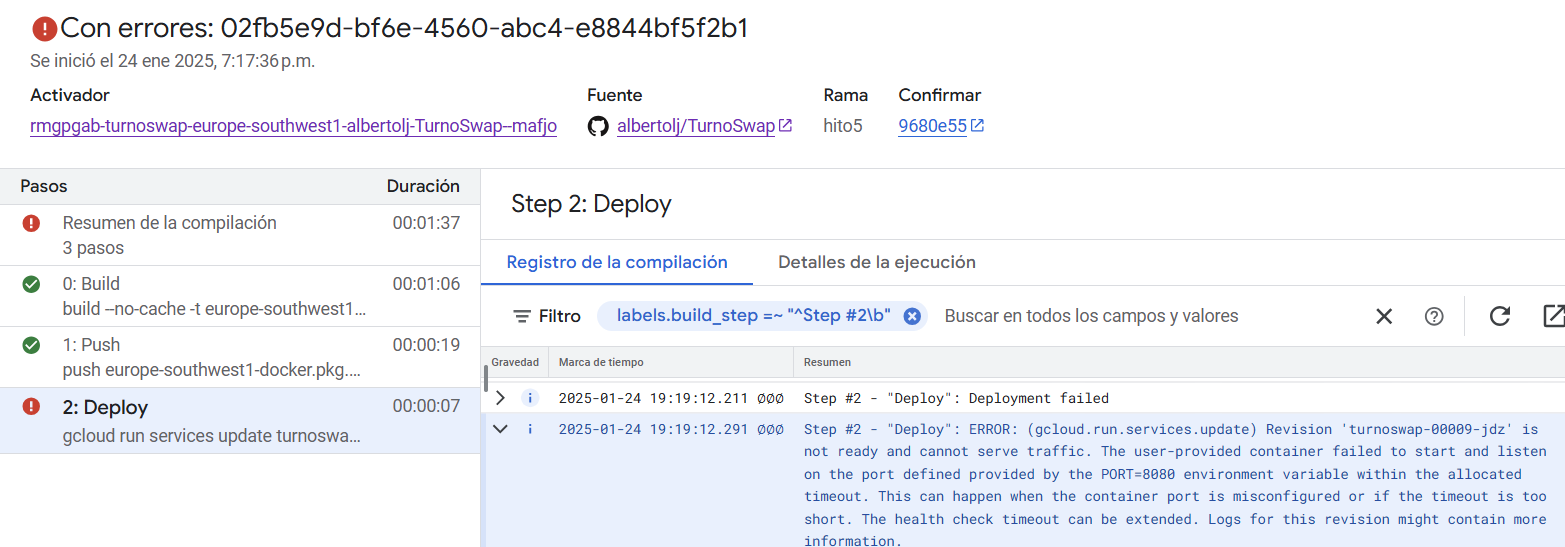 Con errores: 02fb5e9d-bf6e-4560-abc4-e8844bf5f2b1
Se inició el 24 ene 2025, 7:17:36 p.m.
Activador
Fuente
Rama
Confirmar
rmgpgab-turnoswap-europe-southwest1-albertolj-TurnoSwap--mafjo
albertolj/TurnoSwap
hito5
9680e55
Pasos
Duración
Resumen de la compilación
00:01:37
3 pasos
0: Build
00:01:06
build --no-cache -t europe-southwest1...
1: Push
00:00:19
push europe-southwest1-docker.pkg....
2: Deploy
00:00:07
gcloud run services update turnoswa...
Step 2: Deploy
Registro de la compilación
Detalles de la ejecución
Filtro
labels.build_step =~ "^Step #2\b"
Buscar en todos los campos y valores
Gravedad
Marca de tiempo
Resumen
2025-01-24 19:19:12.211 000
Step #2 - "Deploy": Deployment failed
2025-01-24 19:19:12.291 000
Step #2 - "Deploy": ERROR: (gcloud.run.services.update) Revision 'turnoswap-00009-jdz' is
not ready and cannot serve traffic. The user-provided container failed to start and listen
on the port defined provided by the PORT=8080 environment variable within the allocated
timeout. This can happen when the container port is misconfigured or if the timeout is too
short. The health check timeout can be extended. Logs for this revision might contain more
information.